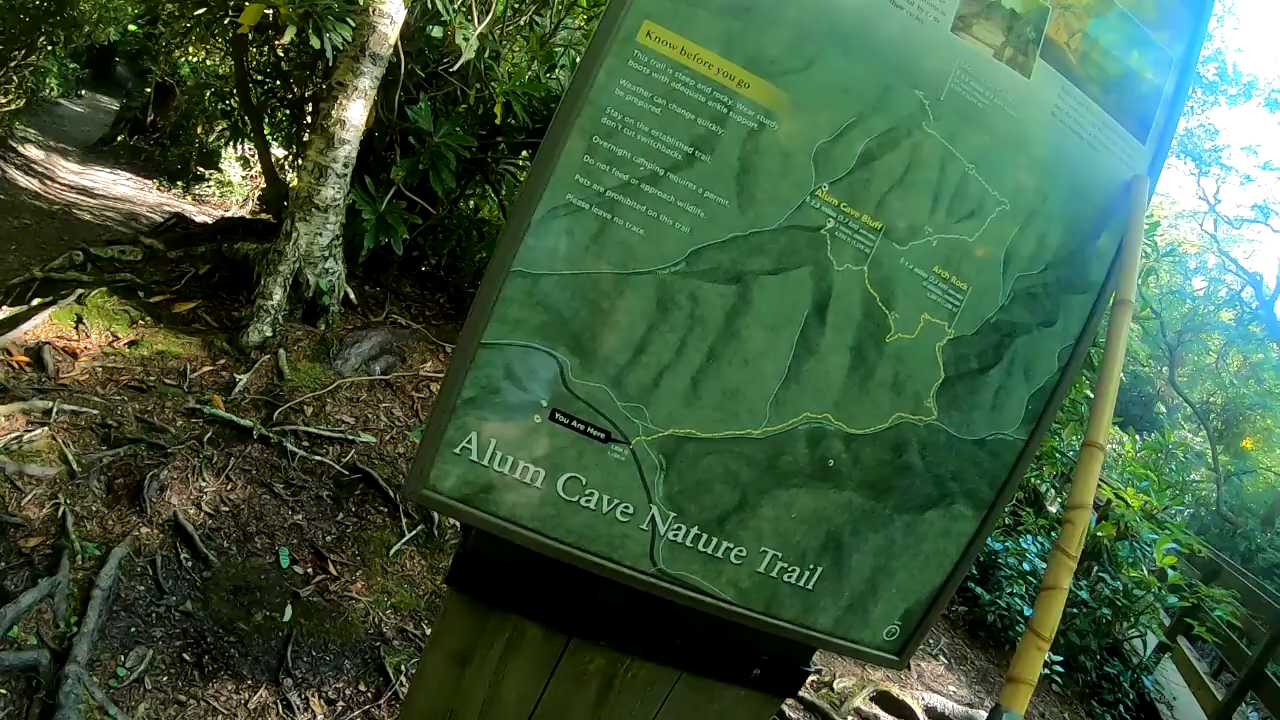 Know before you go
This trail is steep and rocky. Wear sturdy
boots with adequate ankle support.
Weather can change quickly;
be prepared.
Stay on the established trail;
don't cut switchbacks.
Overnight camping requires a permit.
Do not feed or approach wildlife.
Pets are prohibited on this trail.
Please leave no trace.
Alum Cave Bluff
Arch Rock
You Are Here
Alum Cave Nature Trail